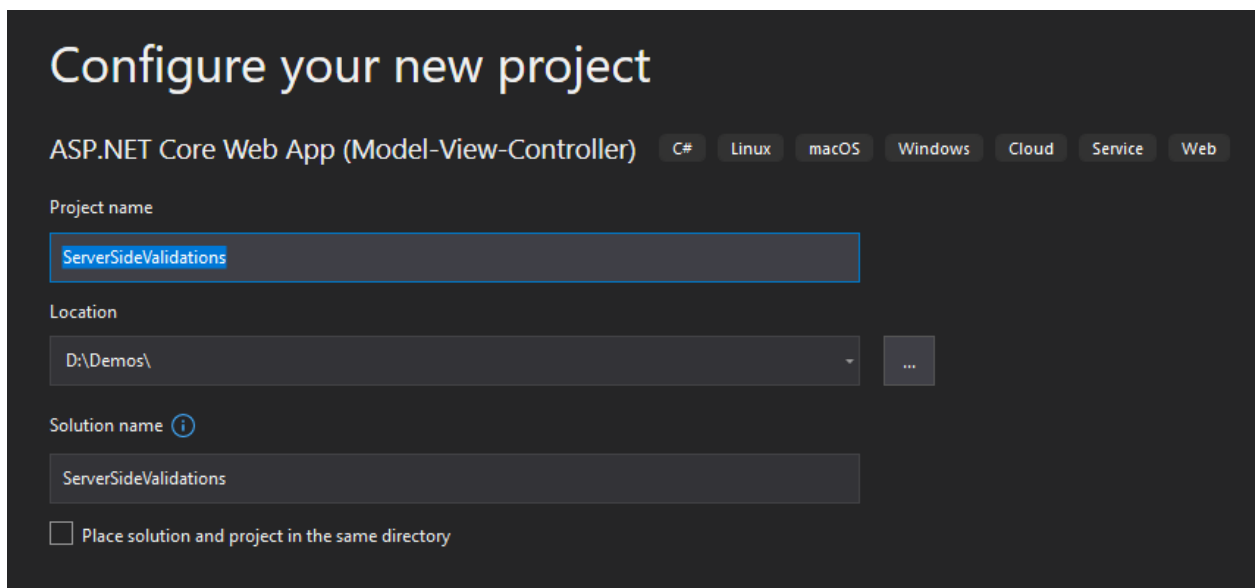 Configure your new project
ASP.NET Core Web App (Model-View-Controller) C# Linux macOS Windows Cloud Service Web
Project name
ServerSideValidations
Location
D:\Demos\
...
Solution name
ServerSideValidations
Place solution and project in the same directory